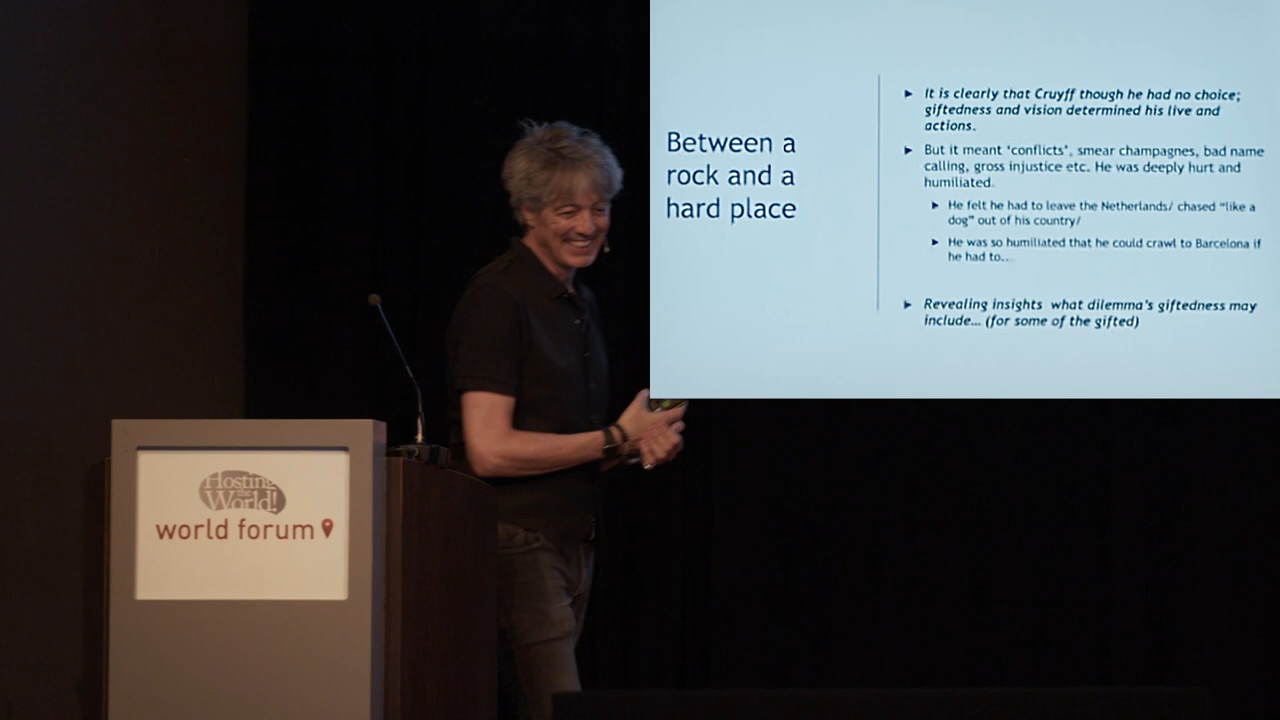 Between a
rock and a
hard place
► It is clearly that Cruyff though he had no choice;
giftedness and vision determined his live and
actions.
► But it meant ‘conflicts’, smear champagnes, bad name
calling, gross injustice etc. He was deeply hurt and
humiliated.
► He felt he had to leave the Netherlands/ chased “like a
dog” out of his country/
► He was so humiliated that he could crawl to Barcelona if
he had to...
► Revealing insights what dilemma’s giftedness may
include... (for some of the gifted)
Hosting
the
World!
world forum